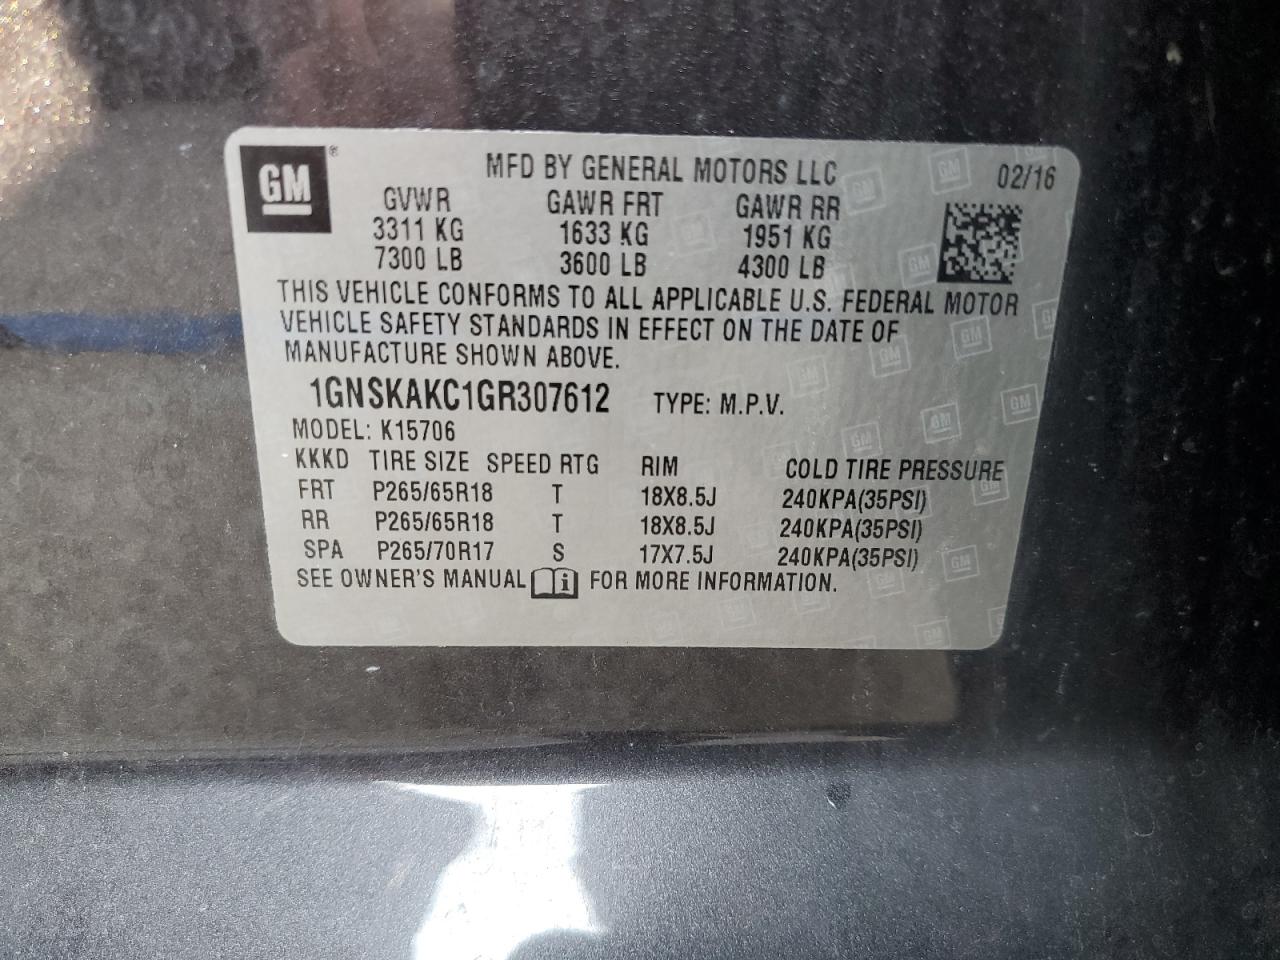 GM ® MFD BY GENERAL MOTORS LLC 02/16
GVWR GAWR FRT GAWR RR
3311 KG 1633 KG 1951 KG
7300 LB 3600 LB 4300 LB
THIS VEHICLE CONFORMS TO ALL APPLICABLE U.S. FEDERAL MOTOR
VEHICLE SAFETY STANDARDS IN EFFECT ON THE DATE OF
MANUFACTURE SHOWN ABOVE.
1GNSKAKC1GR307612 TYPE: M.P.V.
MODEL: K15706
KKKD TIRE SIZE SPEED RTG RIM COLD TIRE PRESSURE
FRT P265/65R18 T 18X8.5J 240KPA(35PSI)
RR P265/65R18 T 18X8.5J 240KPA(35PSI)
SPA P265/70R17 S 17X7.5J 240KPA(35PSI)
SEE OWNER'S MANUAL i FOR MORE INFORMATION.